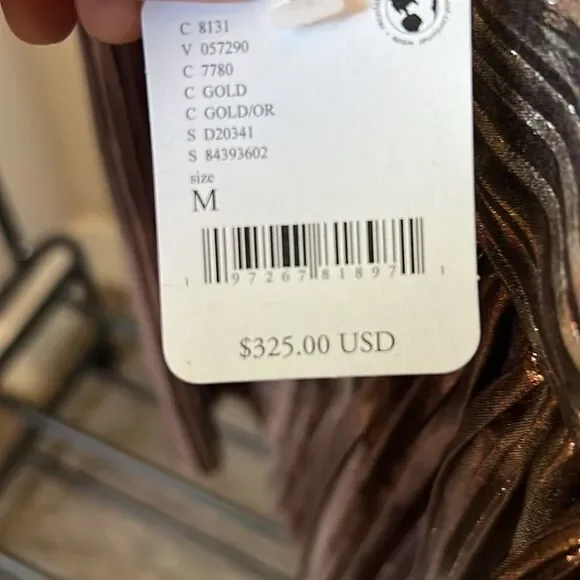 C 8131
V 057290
C 7780
C GOLD
C GOLD/OR
S D20341
S 84393602
size
M
1 97267 81897 1
$325.00 USD